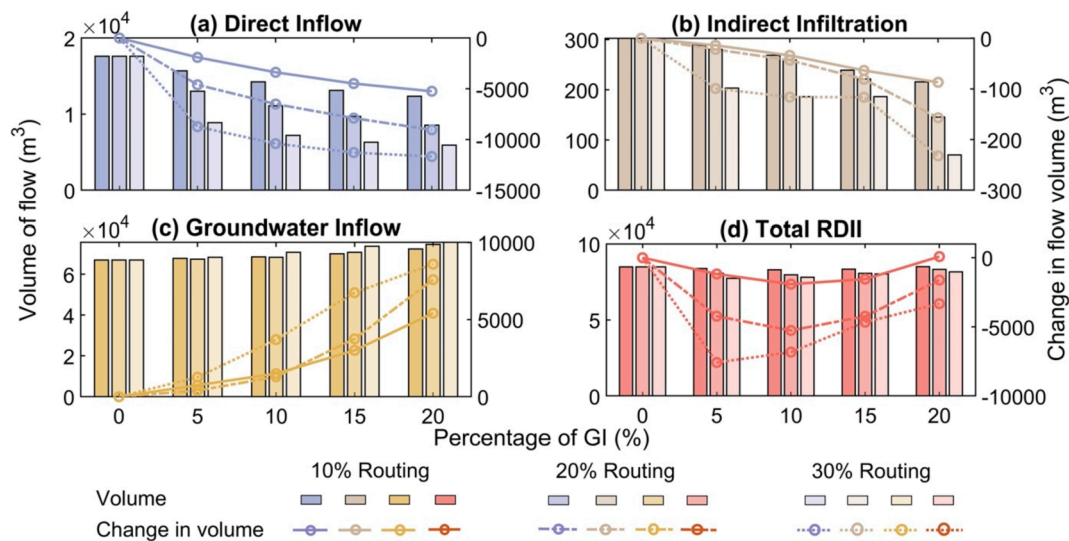 (a) Direct Inflow
(b) Indirect Infiltration
×10⁴
2
1
0
0
-5000
-10000
-15000
300
200
100
0
0
-100
-200
-300
(c) Groundwater Inflow
(d) Total RDII
×10⁴
6
4
2
0
10000
5000
0
×10⁴
10
5
0
0
-5000
-10000
0 5 10 15 20
0 5 10 15 20
Volume of flow (m³)
Change in flow volume (m³)
Percentage of GI (%)
10% Routing 20% Routing 30% Routing
Volume
Change in volume